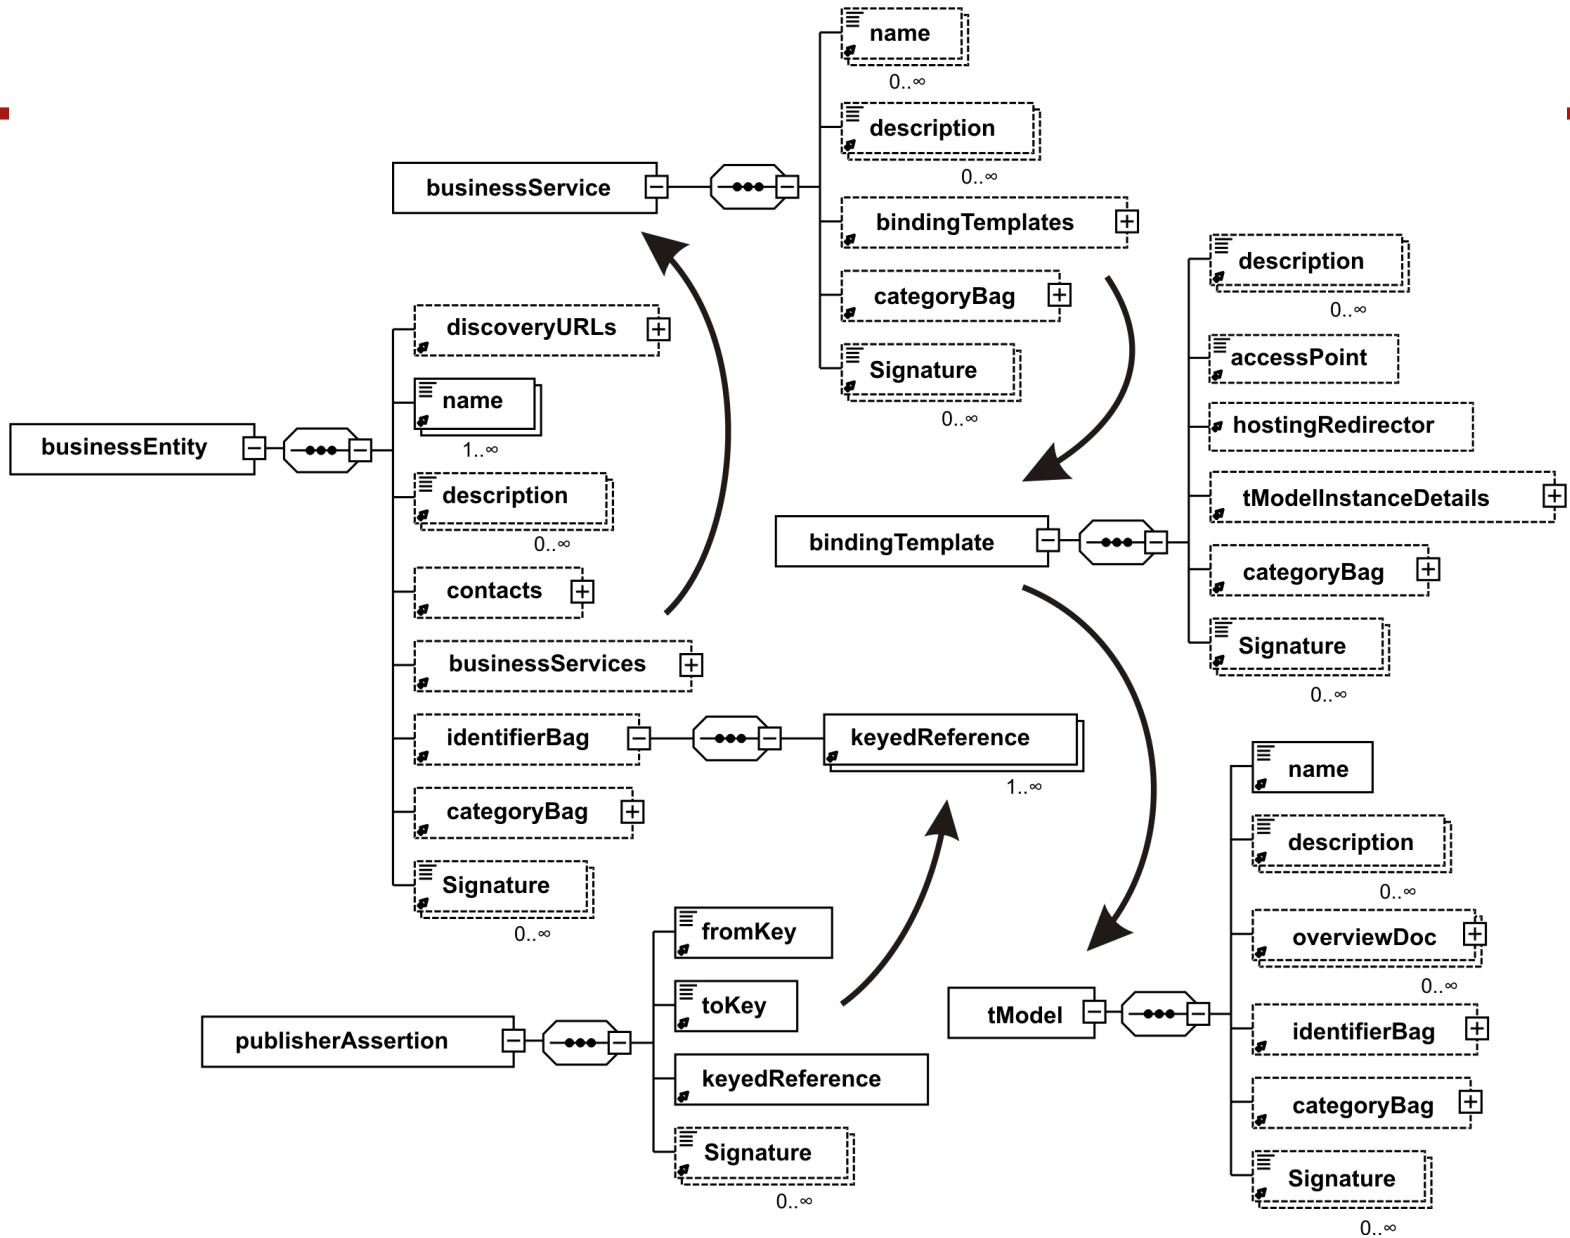 businessService
name
0..∞
description
0..∞
bindingTemplates
categoryBag
Signature
0..∞
businessEntity
discoveryURLs
name
1..∞
description
0..∞
contacts
businessServices
identifierBag
keyedReference
1..∞
categoryBag
Signature
0..∞
bindingTemplate
description
0..∞
accessPoint
hostingRedirector
tModelInstanceDetails
categoryBag
Signature
0..∞
publisherAssertion
fromKey
toKey
keyedReference
Signature
0..∞
tModel
name
description
0..∞
overviewDoc
0..∞
identifierBag
categoryBag
Signature
0..∞